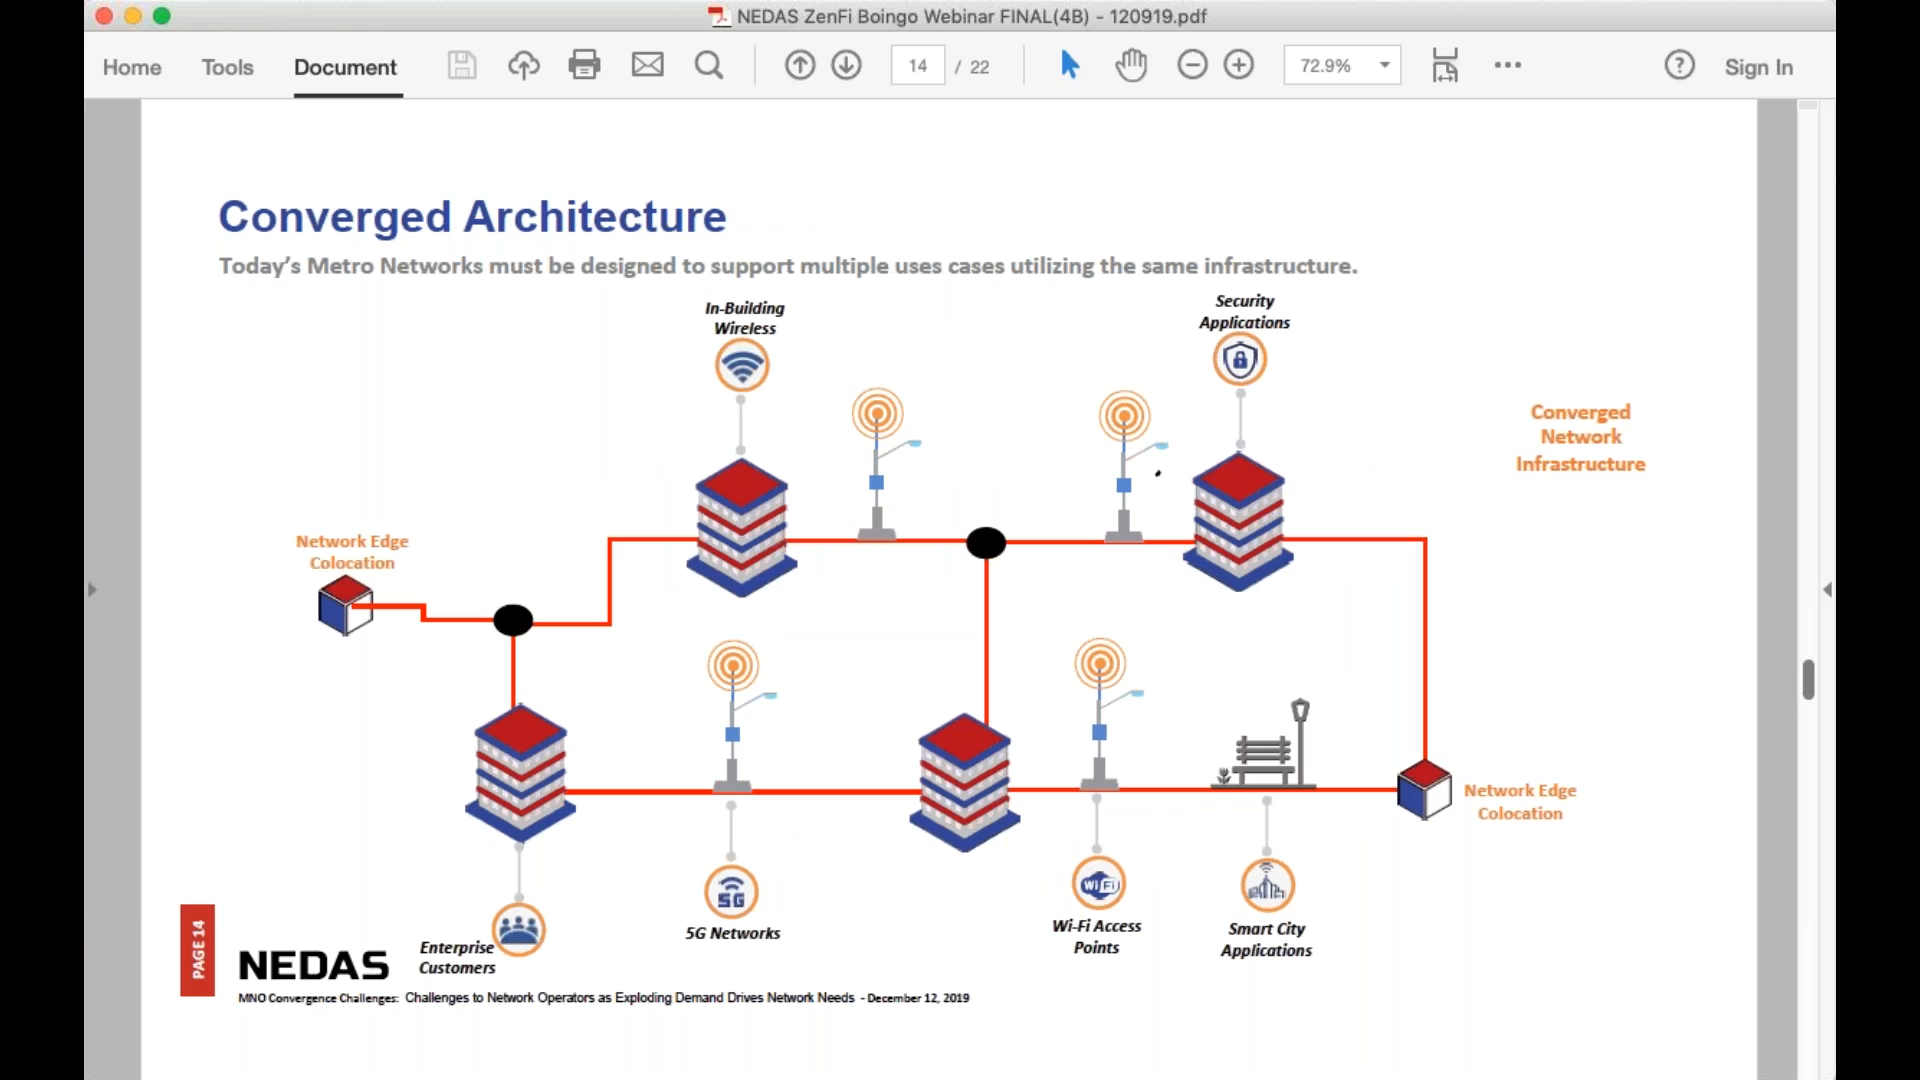 NEDAS ZenFi Boingo Webinar FINAL(4B) - 120919.pdf
Home Tools Document 14 / 22 72.9% Sign In
Converged Architecture
Today's Metro Networks must be designed to support multiple uses cases utilizing the same infrastructure.
In-Building
Wireless
Security
Applications
Converged
Network
Infrastructure
Network Edge
Colocation
Network Edge
Colocation
5G
Wi Fi
Enterprise
Customers
5G Networks
Wi-Fi Access
Points
Smart City
Applications
PAGE 14
NEDAS
MNO Convergence Challenges: Challenges to Network Operators as Exploding Demand Drives Network Needs - December 12, 2019